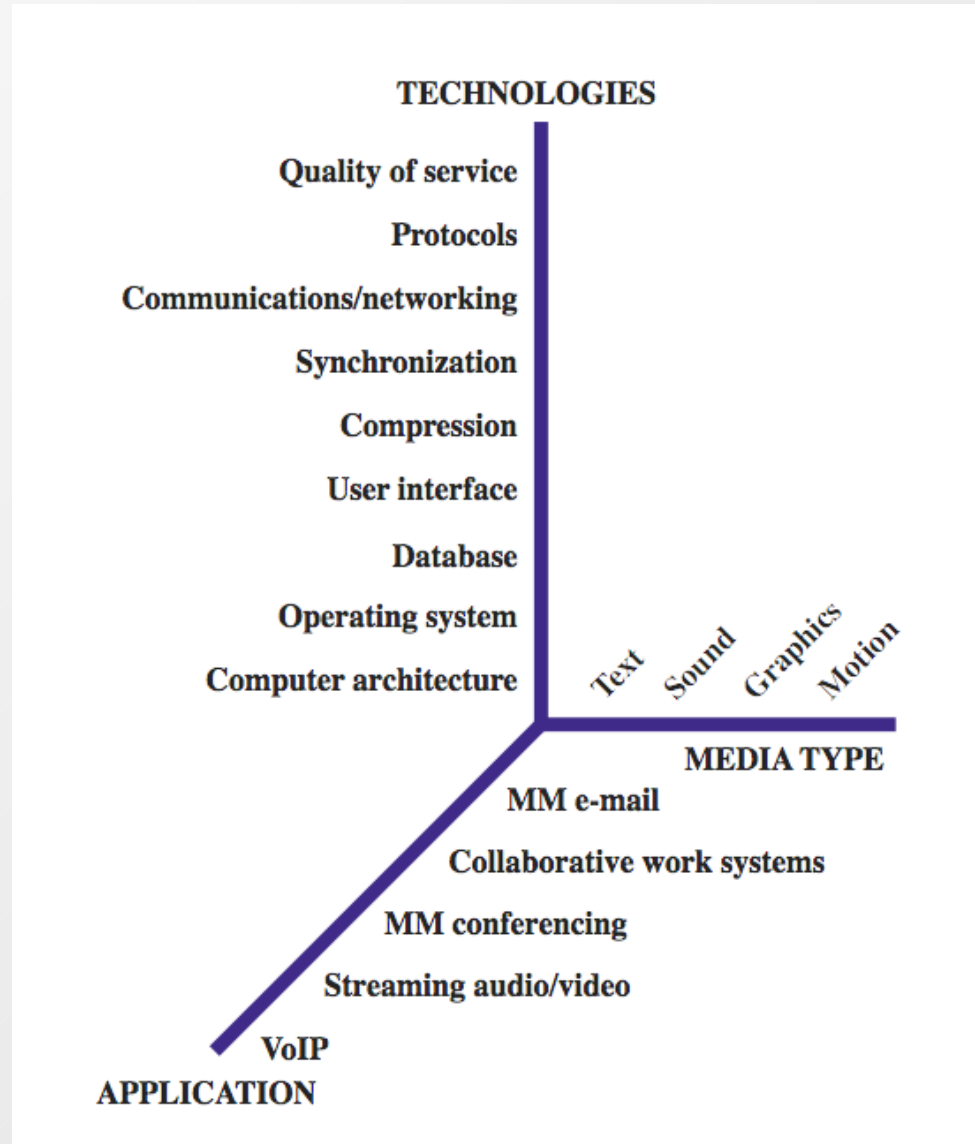 TECHNOLOGIES
Quality of service
Protocols
Communications/networking
Synchronization
Compression
User interface
Database
Operating system
Computer architecture
Text
Sound
Graphics
Motion
MEDIA TYPE
MM e-mail
Collaborative work systems
MM conferencing
Streaming audio/video
VoIP
APPLICATION